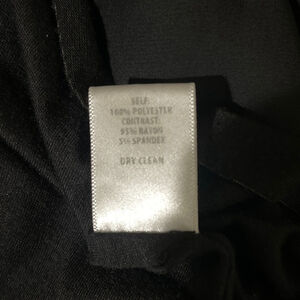 SELF:
100% POLYESTER
CONTRAST:
95% RAYON
5% SPANDEX
DRY CLEAN